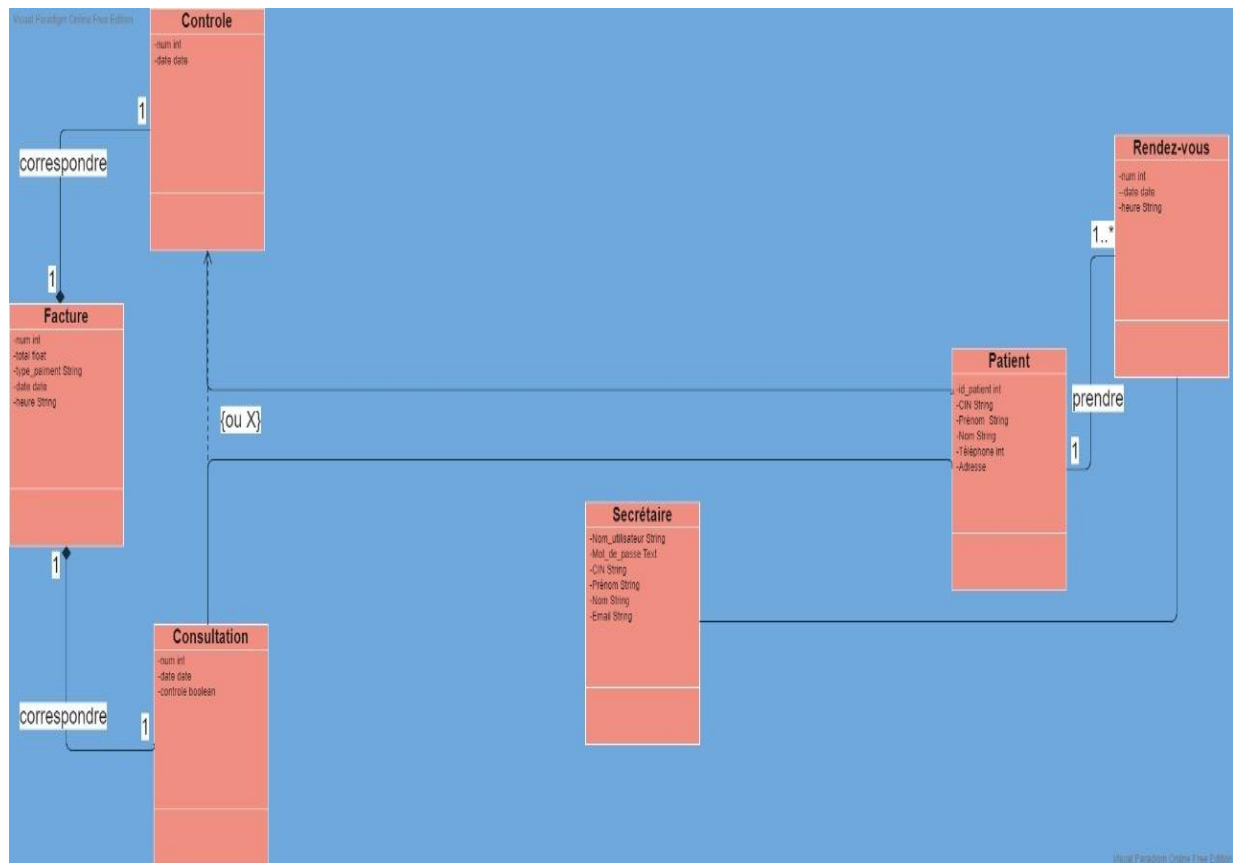 Visual Paradigm Online Free Edition
Controle
-num int
-date date
1
correspondre
1
Facture
-num int
-total float
-type_paiment String
-date date
-heure String
{ou X}
Rendez-vous
-num int
--date date
-heure String
1..*
prendre
1
Patient
-id_patient int
-CIN String
-Prénom String
-Nom String
-Téléphone int
-Adresse
Secrétaire
-Nom_utilisateur String
-Mot_de_passe Text
-CIN String
-Prénom String
-Nom String
-Email String
1
correspondre
1
Consultation
-num int
-date date
-controle boolean
Visual Paradigm Online Free Edition